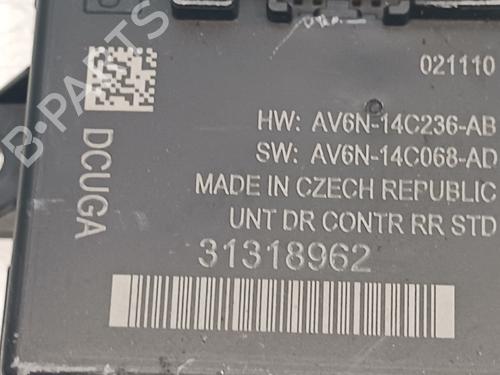 021110
HW: AV6N-14C236-AB
SW: AV6N-14C068-AD
MADE IN CZECH REPUBLIC
UNT DR CONTR RR STD
31318962
DCUGA
B-PARTS